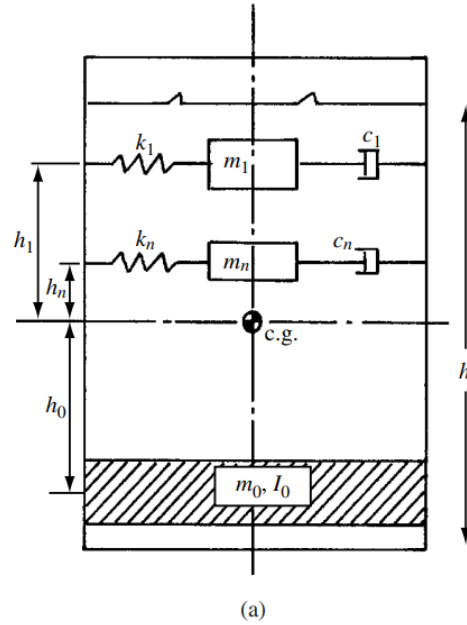 k₁
m₁
c₁
h₁
kₙ
mₙ
cₙ
hₙ
c.g.
h
h₀
m₀, I₀
(a)